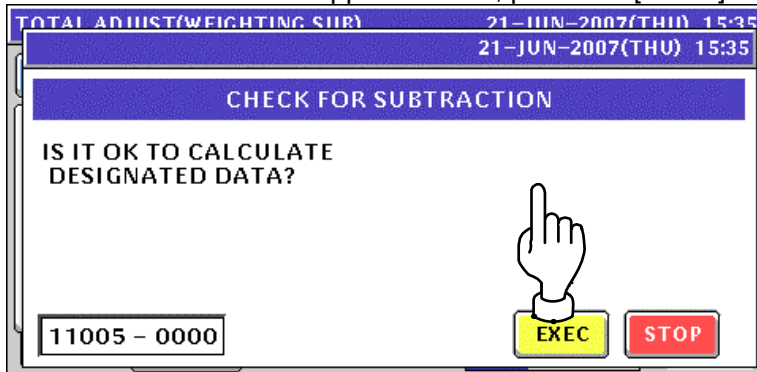 TOTAL ADJUST(WEIGHTING SUB) 21-JUN-2007(THU) 15:35
21-JUN-2007(THU) 15:35
CHECK FOR SUBTRACTION
IS IT OK TO CALCULATE
DESIGNATED DATA?
11005 - 0000
EXEC
STOP